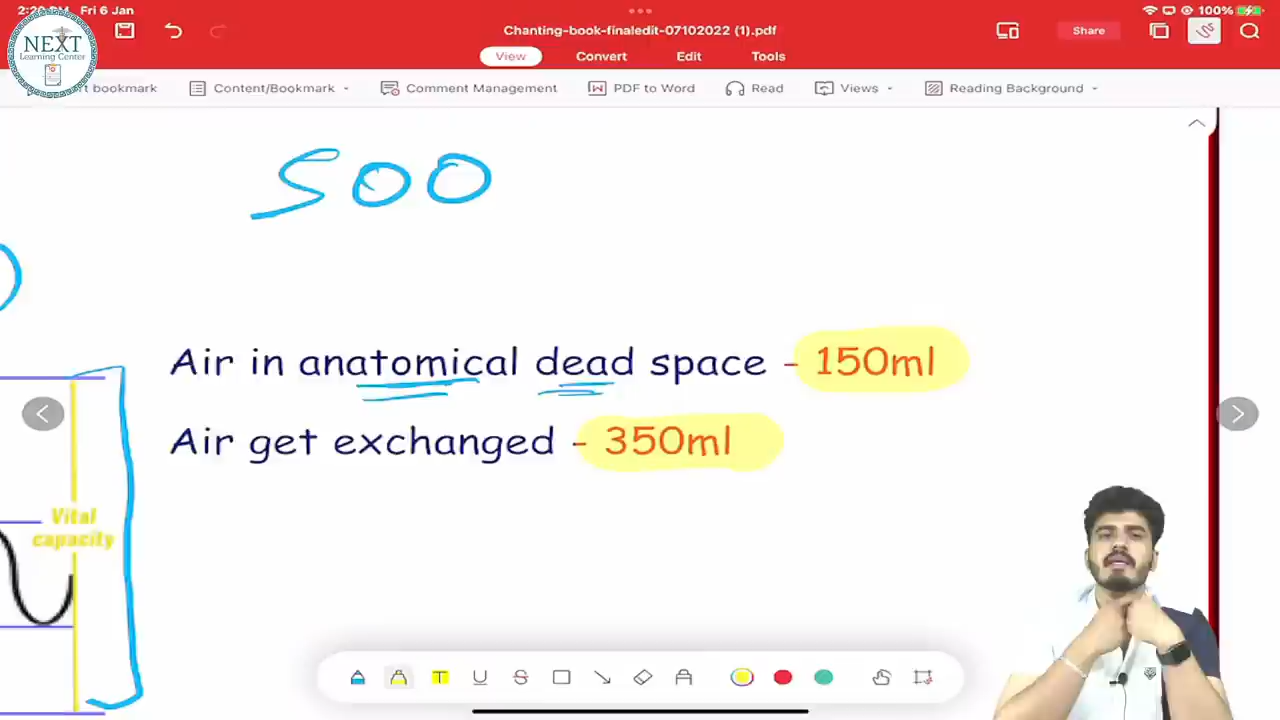 2:20 PM Fri 6 Jan
100%
NEXT
Learning Center
Chanting-book-finaledit-07102022 (1).pdf
Share
View
Convert
Edit
Tools
bookmark
Content/Bookmark
Comment Management
PDF to Word
Read
Views
Reading Background
500
Air in anatomical dead space - 150ml
Air get exchanged - 350ml
Vital
capacity
T
U
S
A